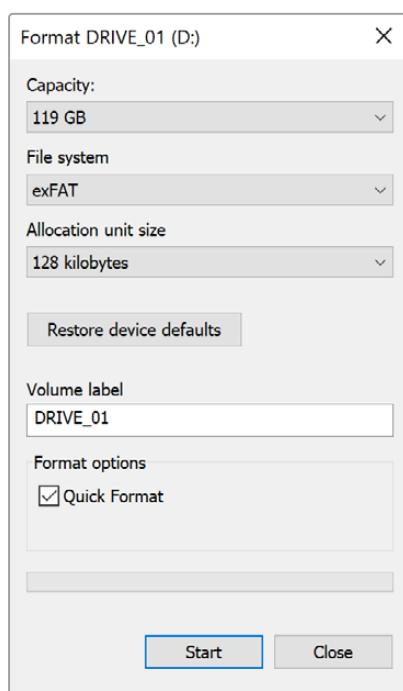 Format DRIVE_01 (D:)
Capacity:
119 GB
File system
exFAT
Allocation unit size
128 kilobytes
Restore device defaults
Volume label
DRIVE_01
Format options
Quick Format
Start Close